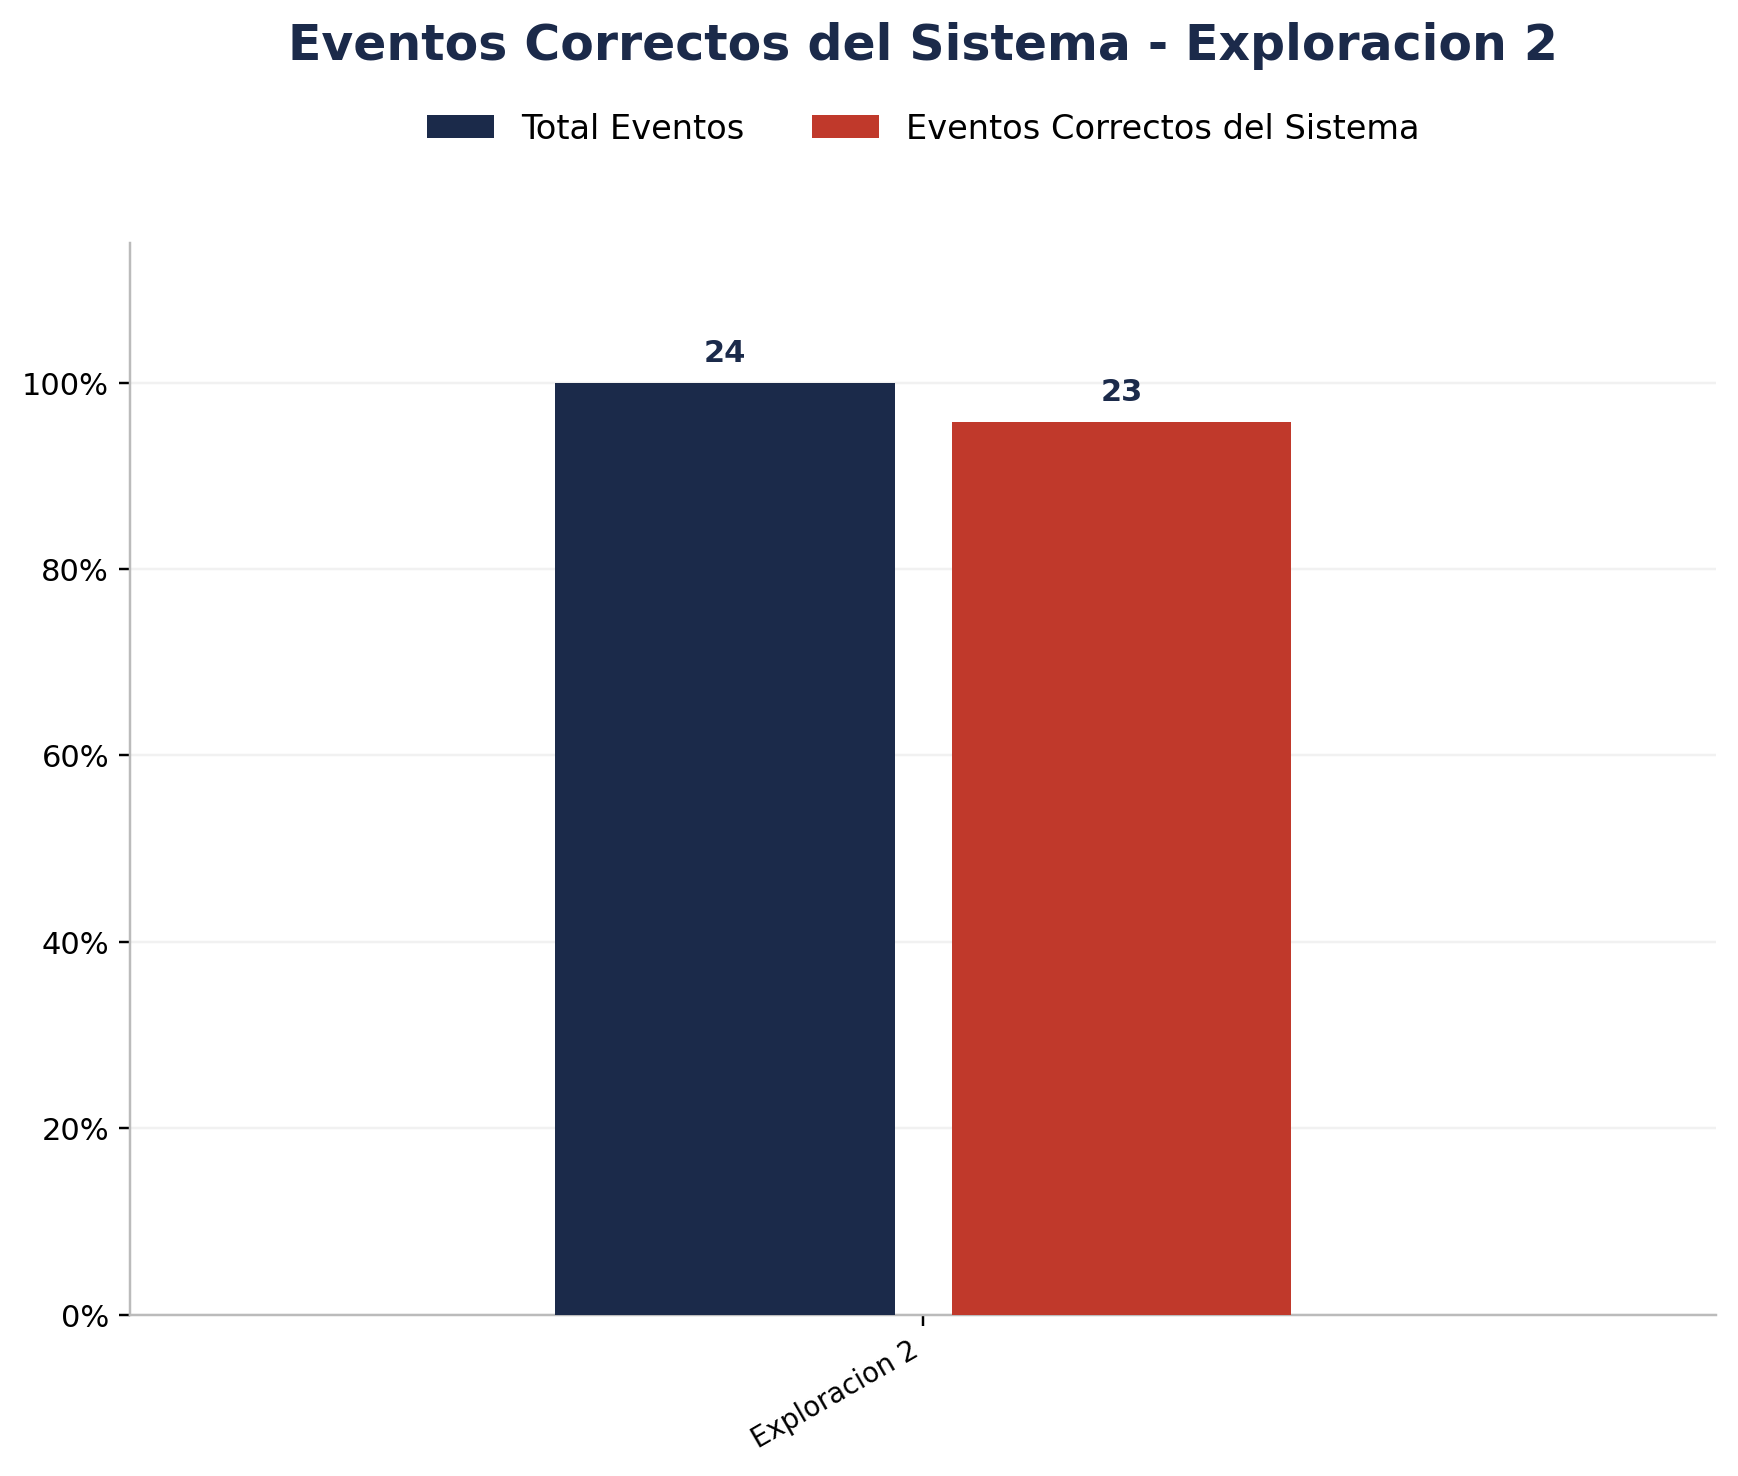 Eventos Correctos del Sistema - Exploracion 2
Total Eventos
Eventos Correctos del Sistema
24
23
100%
80%
60%
40%
20%
0%
Exploracion 2